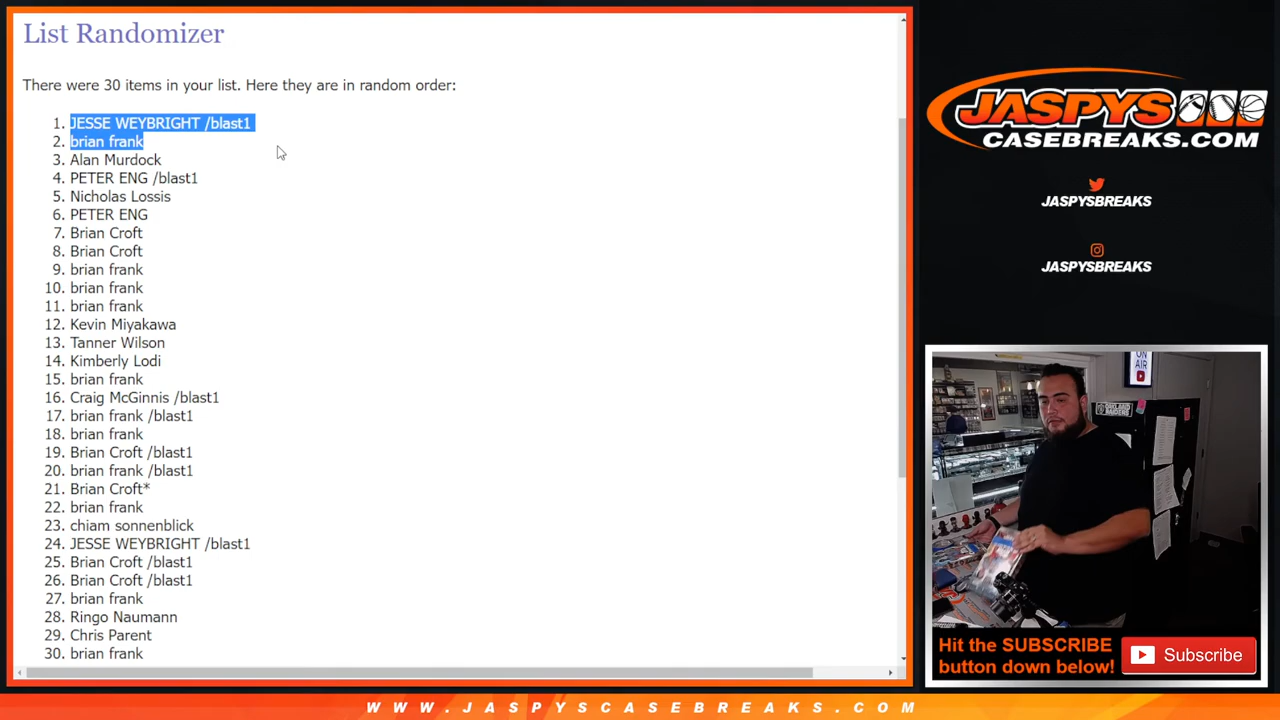 List Randomizer
There were 30 items in your list. Here they are in random order:
1. JESSE WEYBRIGHT /blast1
2. brian frank
3. Alan Murdock
4. PETER ENG /blast1
5. Nicholas Lossis
6. PETER ENG
7. Brian Croft
8. Brian Croft
9. brian frank
10. brian frank
11. brian frank
12. Kevin Miyakawa
13. Tanner Wilson
14. Kimberly Lodi
15. brian frank
16. Craig McGinnis /blast1
17. brian frank /blast1
18. brian frank
19. Brian Croft /blast1
20. brian frank /blast1
21. Brian Croft*
22. brian frank
23. chiam sonnenblick
24. JESSE WEYBRIGHT /blast1
25. Brian Croft /blast1
26. Brian Croft /blast1
27. brian frank
28. Ringo Naumann
29. Chris Parent
30. brian frank
JASPYS
CASEBREAKS.COM
JASPYSBREAKS
JASPYSBREAKS
ON
AIR
OAKLAND
RAIDERS
Hit the SUBSCRIBE
button down below!
Subscribe
WWW.JASPYSCASEBREAKS.COM